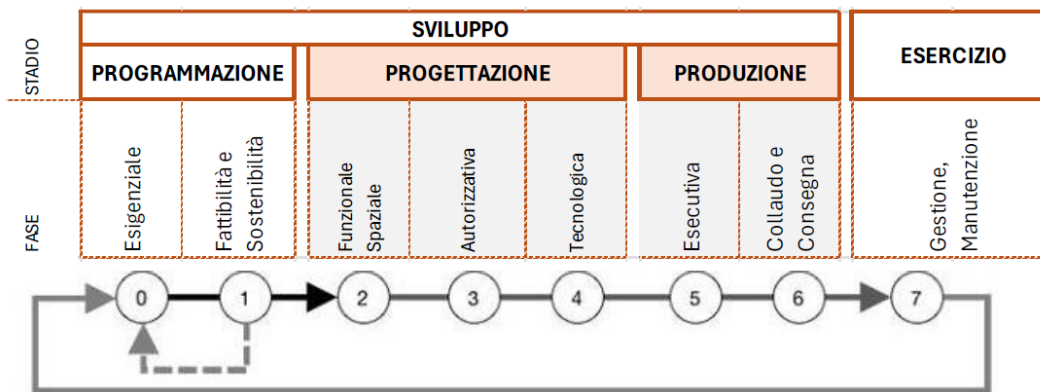 STADIO
SVILUPPO
PROGRAMMAZIONE
PROGETTAZIONE
PRODUZIONE
ESERCIZIO
FASE
Esigenziale
Fattibilità e
Sostenibilità
Funzionale
Spaziale
Autorizzativa
Tecnologica
Esecutiva
Collaudo e
Consegna
Gestione,
Manutenzione
0
1
2
3
4
5
6
7